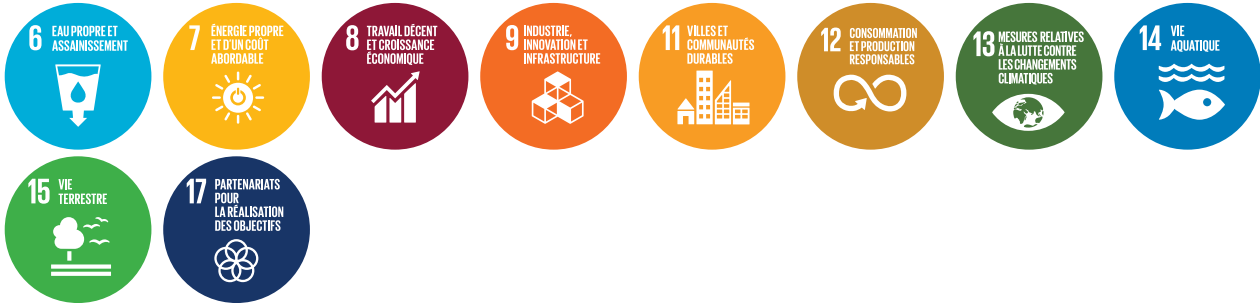 6 EAU PROPRE ET
ASSAINISSEMENT
7 ÉNERGIE PROPRE
ET D'UN COÛT
ABORDABLE
8 TRAVAIL DÉCENT
ET CROISSANCE
ÉCONOMIQUE
9 INDUSTRIE,
INNOVATION ET
INFRASTRUCTURE
11 VILLES ET
COMMUNAUTÉS
DURABLES
12 CONSOMMATION
ET PRODUCTION
RESPONSABLES
13 MESURES RELATIVES
À LA LUTTE CONTRE
LES CHANGEMENTS
CLIMATIQUES
14 VIE
AQUATIQUE
15 VIE
TERRESTRE
17 PARTENARIATS
POUR
LA RÉALISATION
DES OBJECTIFS